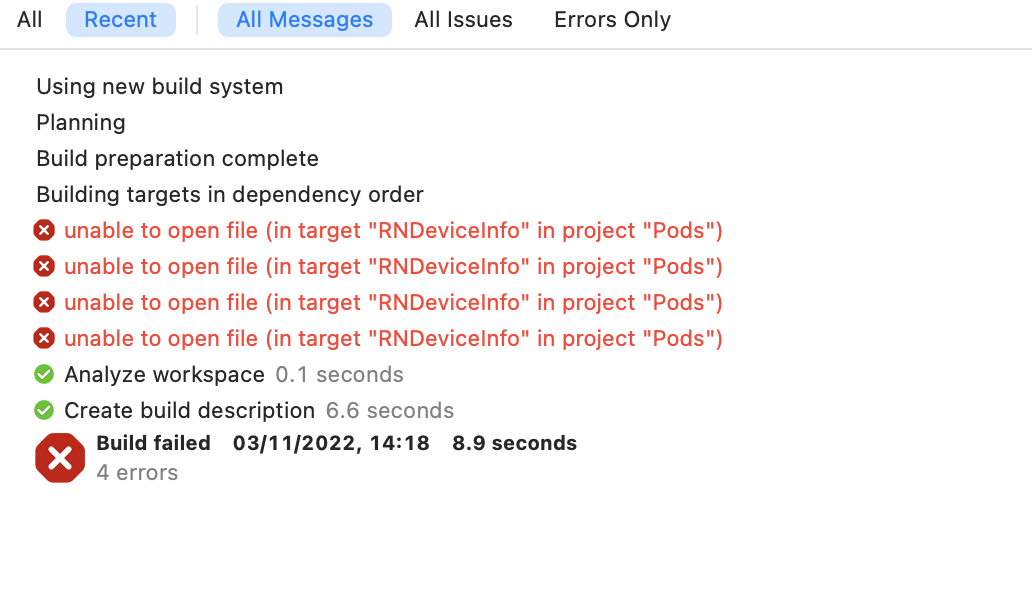 All Recent All Messages All Issues Errors Only
Using new build system
Planning
Build preparation complete
Building targets in dependency order
unable to open file (in target "RNDeviceInfo" in project "Pods")
unable to open file (in target "RNDeviceInfo" in project "Pods")
unable to open file (in target "RNDeviceInfo" in project "Pods")
unable to open file (in target "RNDeviceInfo" in project "Pods")
Analyze workspace 0.1 seconds
Create build description 6.6 seconds
Build failed 03/11/2022, 14:18 8.9 seconds
4 errors